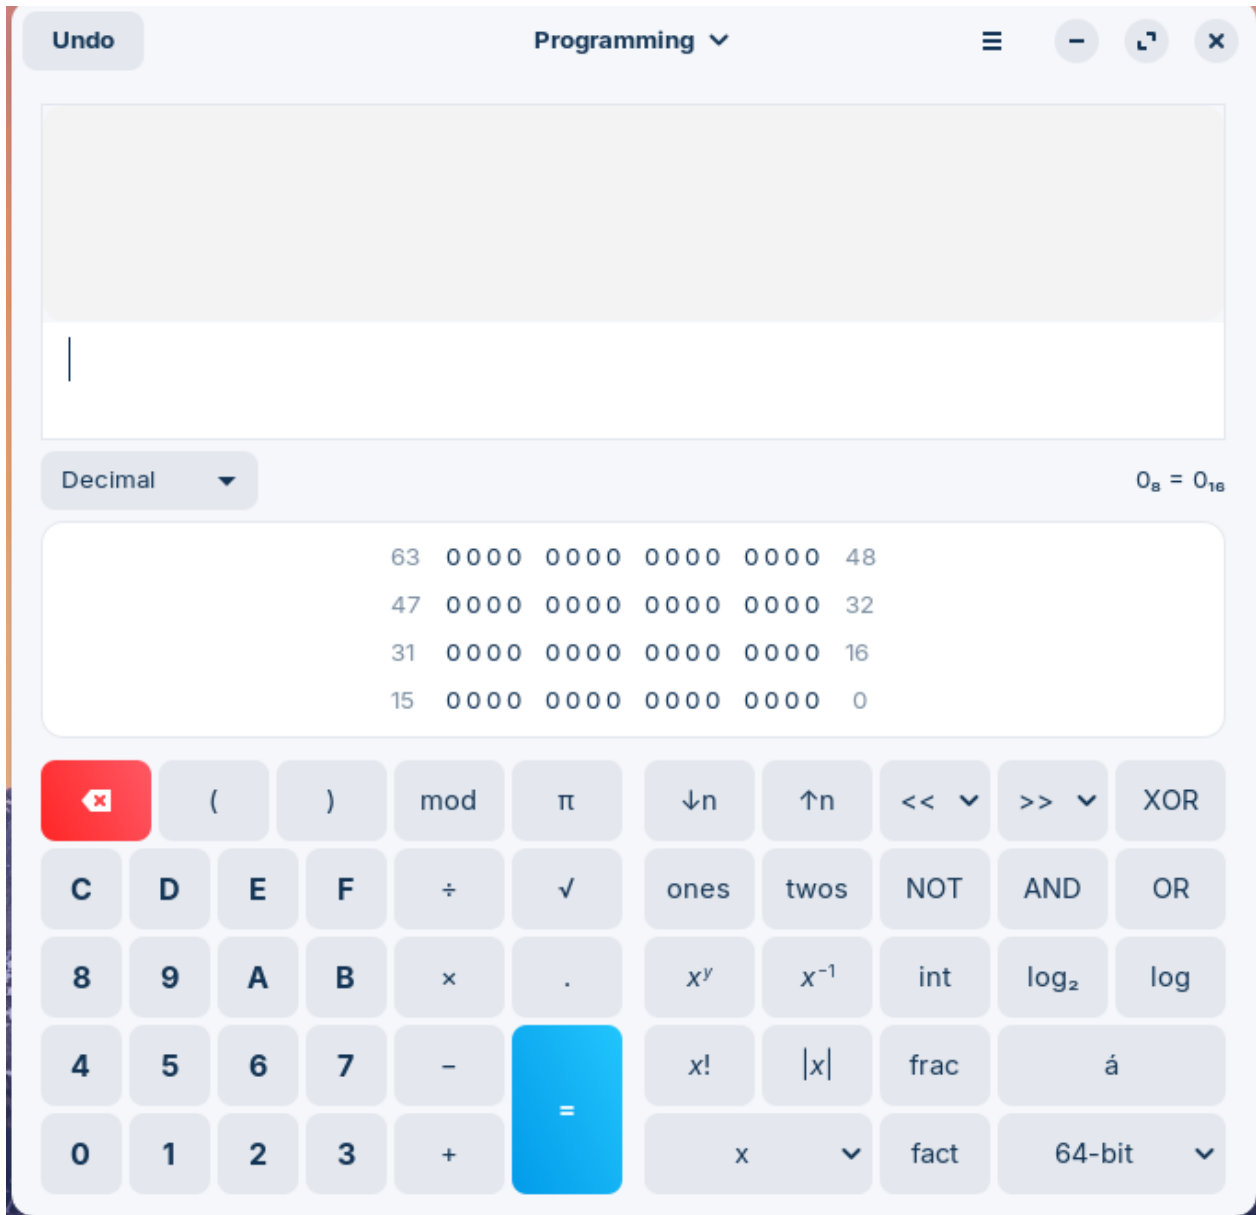 Undo Programming
Decimal 0₈ = 0₁₆
63 0000 0000 0000 0000 48
47 0000 0000 0000 0000 32
31 0000 0000 0000 0000 16
15 0000 0000 0000 0000 0
( ) mod π ↓n ↑n << >> XOR
C D E F ÷ √ ones twos NOT AND OR
8 9 A B × . xʸ x⁻¹ int log₂ log
4 5 6 7 − = x! |x| frac á
0 1 2 3 + x fact 64-bit